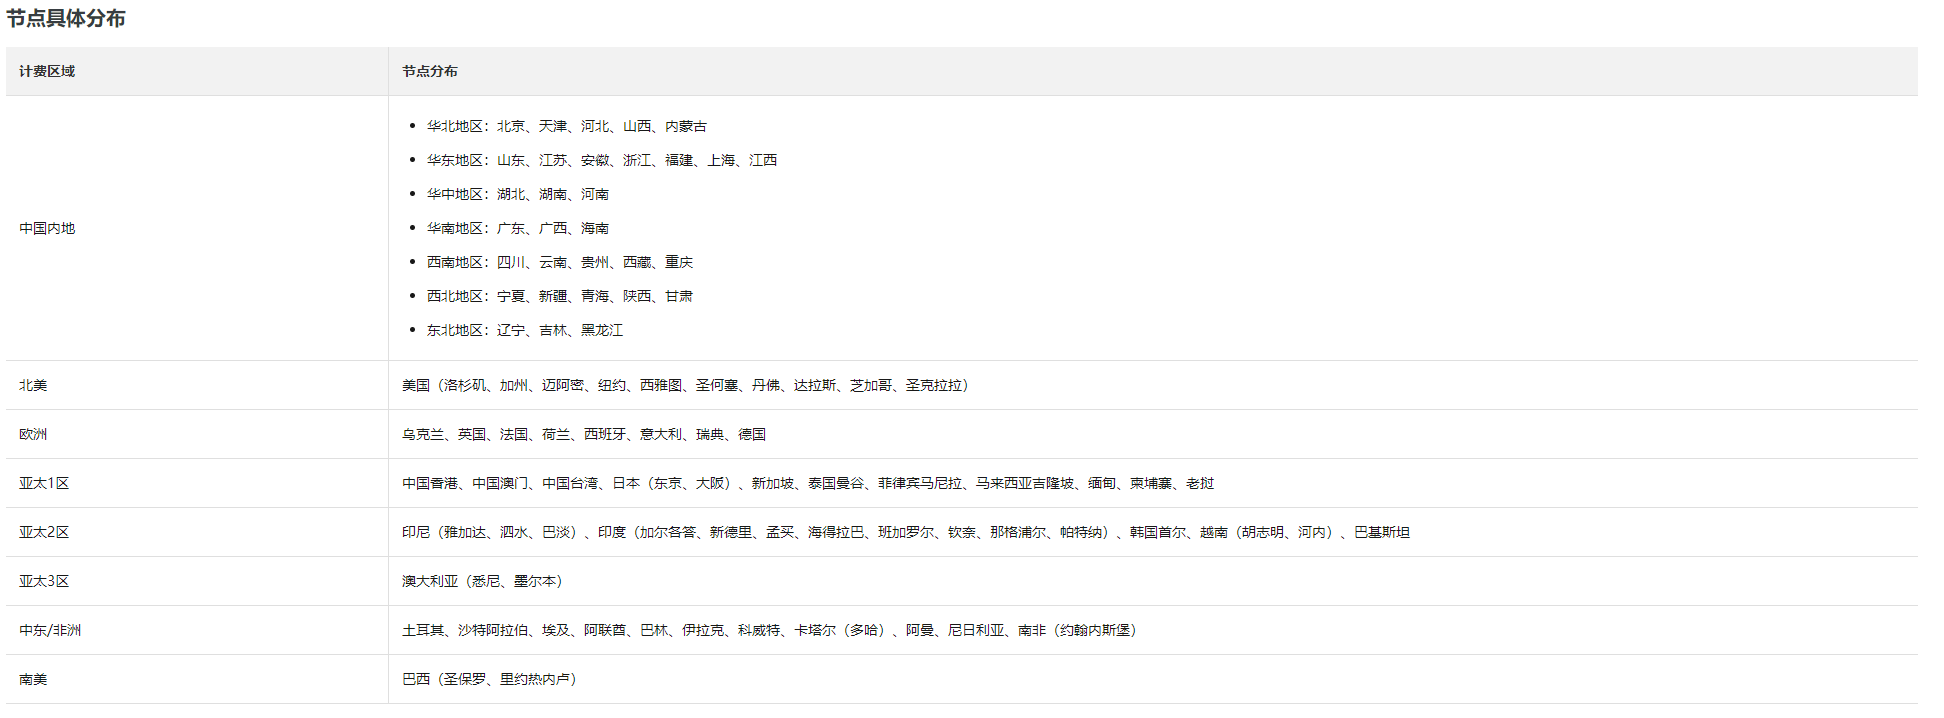 节点具体分布
计费区域
节点分布
中国内地
华北地区：北京、天津、河北、山西、内蒙古
华东地区：山东、江苏、安徽、浙江、福建、上海、江西
华中地区：湖北、湖南、河南
华南地区：广东、广西、海南
西南地区：四川、云南、贵州、西藏、重庆
西北地区：宁夏、新疆、青海、陕西、甘肃
东北地区：辽宁、吉林、黑龙江
北美
美国（洛杉矶、加州、迈阿密、纽约、西雅图、圣何塞、丹佛、达拉斯、芝加哥、圣克拉拉）
欧洲
乌克兰、英国、法国、荷兰、西班牙、意大利、瑞典、德国
亚太1区
中国香港、中国澳门、中国台湾、日本（东京、大阪）、新加坡、泰国曼谷、菲律宾马尼拉、马来西亚吉隆坡、缅甸、柬埔寨、老挝
亚太2区
印尼（雅加达、泗水、巴淡）、印度（加尔各答、新德里、孟买、海得拉巴、班加罗尔、钦奈、那格浦尔、帕特纳）、韩国首尔、越南（胡志明、河内）、巴基斯坦
亚太3区
澳大利亚（悉尼、墨尔本）
中东/非洲
土耳其、沙特阿拉伯、埃及、阿联酋、巴林、伊拉克、科威特、卡塔尔（多哈）、阿曼、尼日利亚、南非（约翰内斯堡）
南美
巴西（圣保罗、里约热内卢）